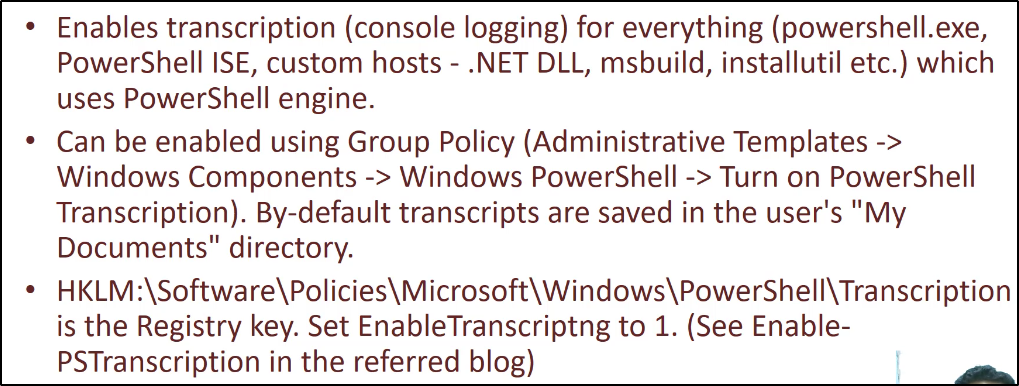 • Enables transcription (console logging) for everything (powershell.exe,
PowerShell ISE, custom hosts - .NET DLL, msbuild, installutil etc.) which
uses PowerShell engine.
• Can be enabled using Group Policy (Administrative Templates ->
Windows Components -> Windows PowerShell -> Turn on PowerShell
Transcription). By-default transcripts are saved in the user's "My
Documents" directory.
• HKLM:\Software\Policies\Microsoft\Windows\PowerShell\Transcription
is the Registry key. Set EnableTranscriptng to 1. (See Enable-
PSTranscription in the referred blog)